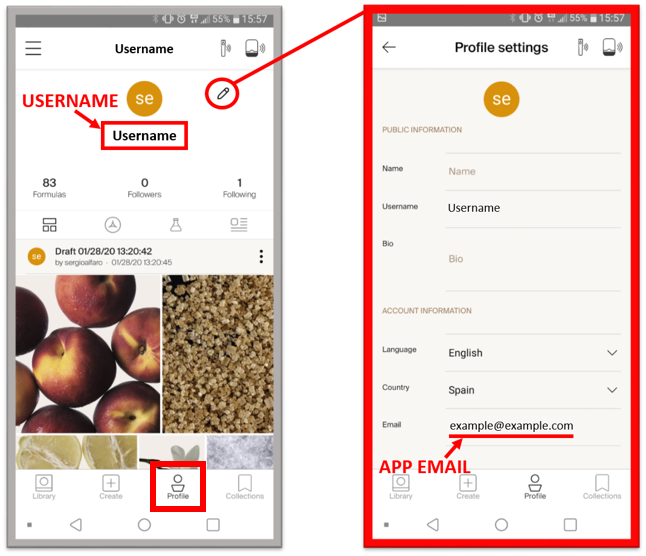 55% 15:57
Username
se
USERNAME
Username
83 0 1
Formulas Followers Following
se
Draft 01/28/20 13:20:42
by sergioalfaro · 01/28/20 13:20:45
Library Create Profile Collections
55% 15:57
Profile settings
se
PUBLIC INFORMATION
Name Name
Username Username
Bio
Bio
ACCOUNT INFORMATION
Language English
Country Spain
Email example@example.com
APP EMAIL
Library Create Profile Collections